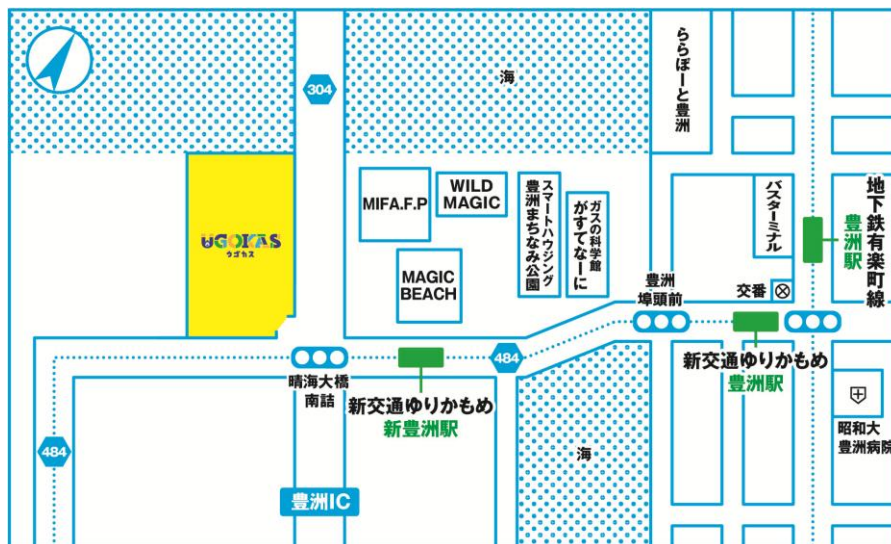 304
海
ららぽーと豊洲
UGOKAS
ウゴカス
MIFA.F.P
WILD
MAGIC
MAGIC
BEACH
スマートハウジング
豊洲まちなみ公園
ガスの科学館
がすてなーに
バスターミナル
地下鉄有楽町線
豊洲駅
豊洲
埠頭前
交番
484
晴海大橋
南詰
新交通ゆりかもめ
新豊洲駅
新交通ゆりかもめ
豊洲駅
昭和大
豊洲病院
484
海
豊洲IC